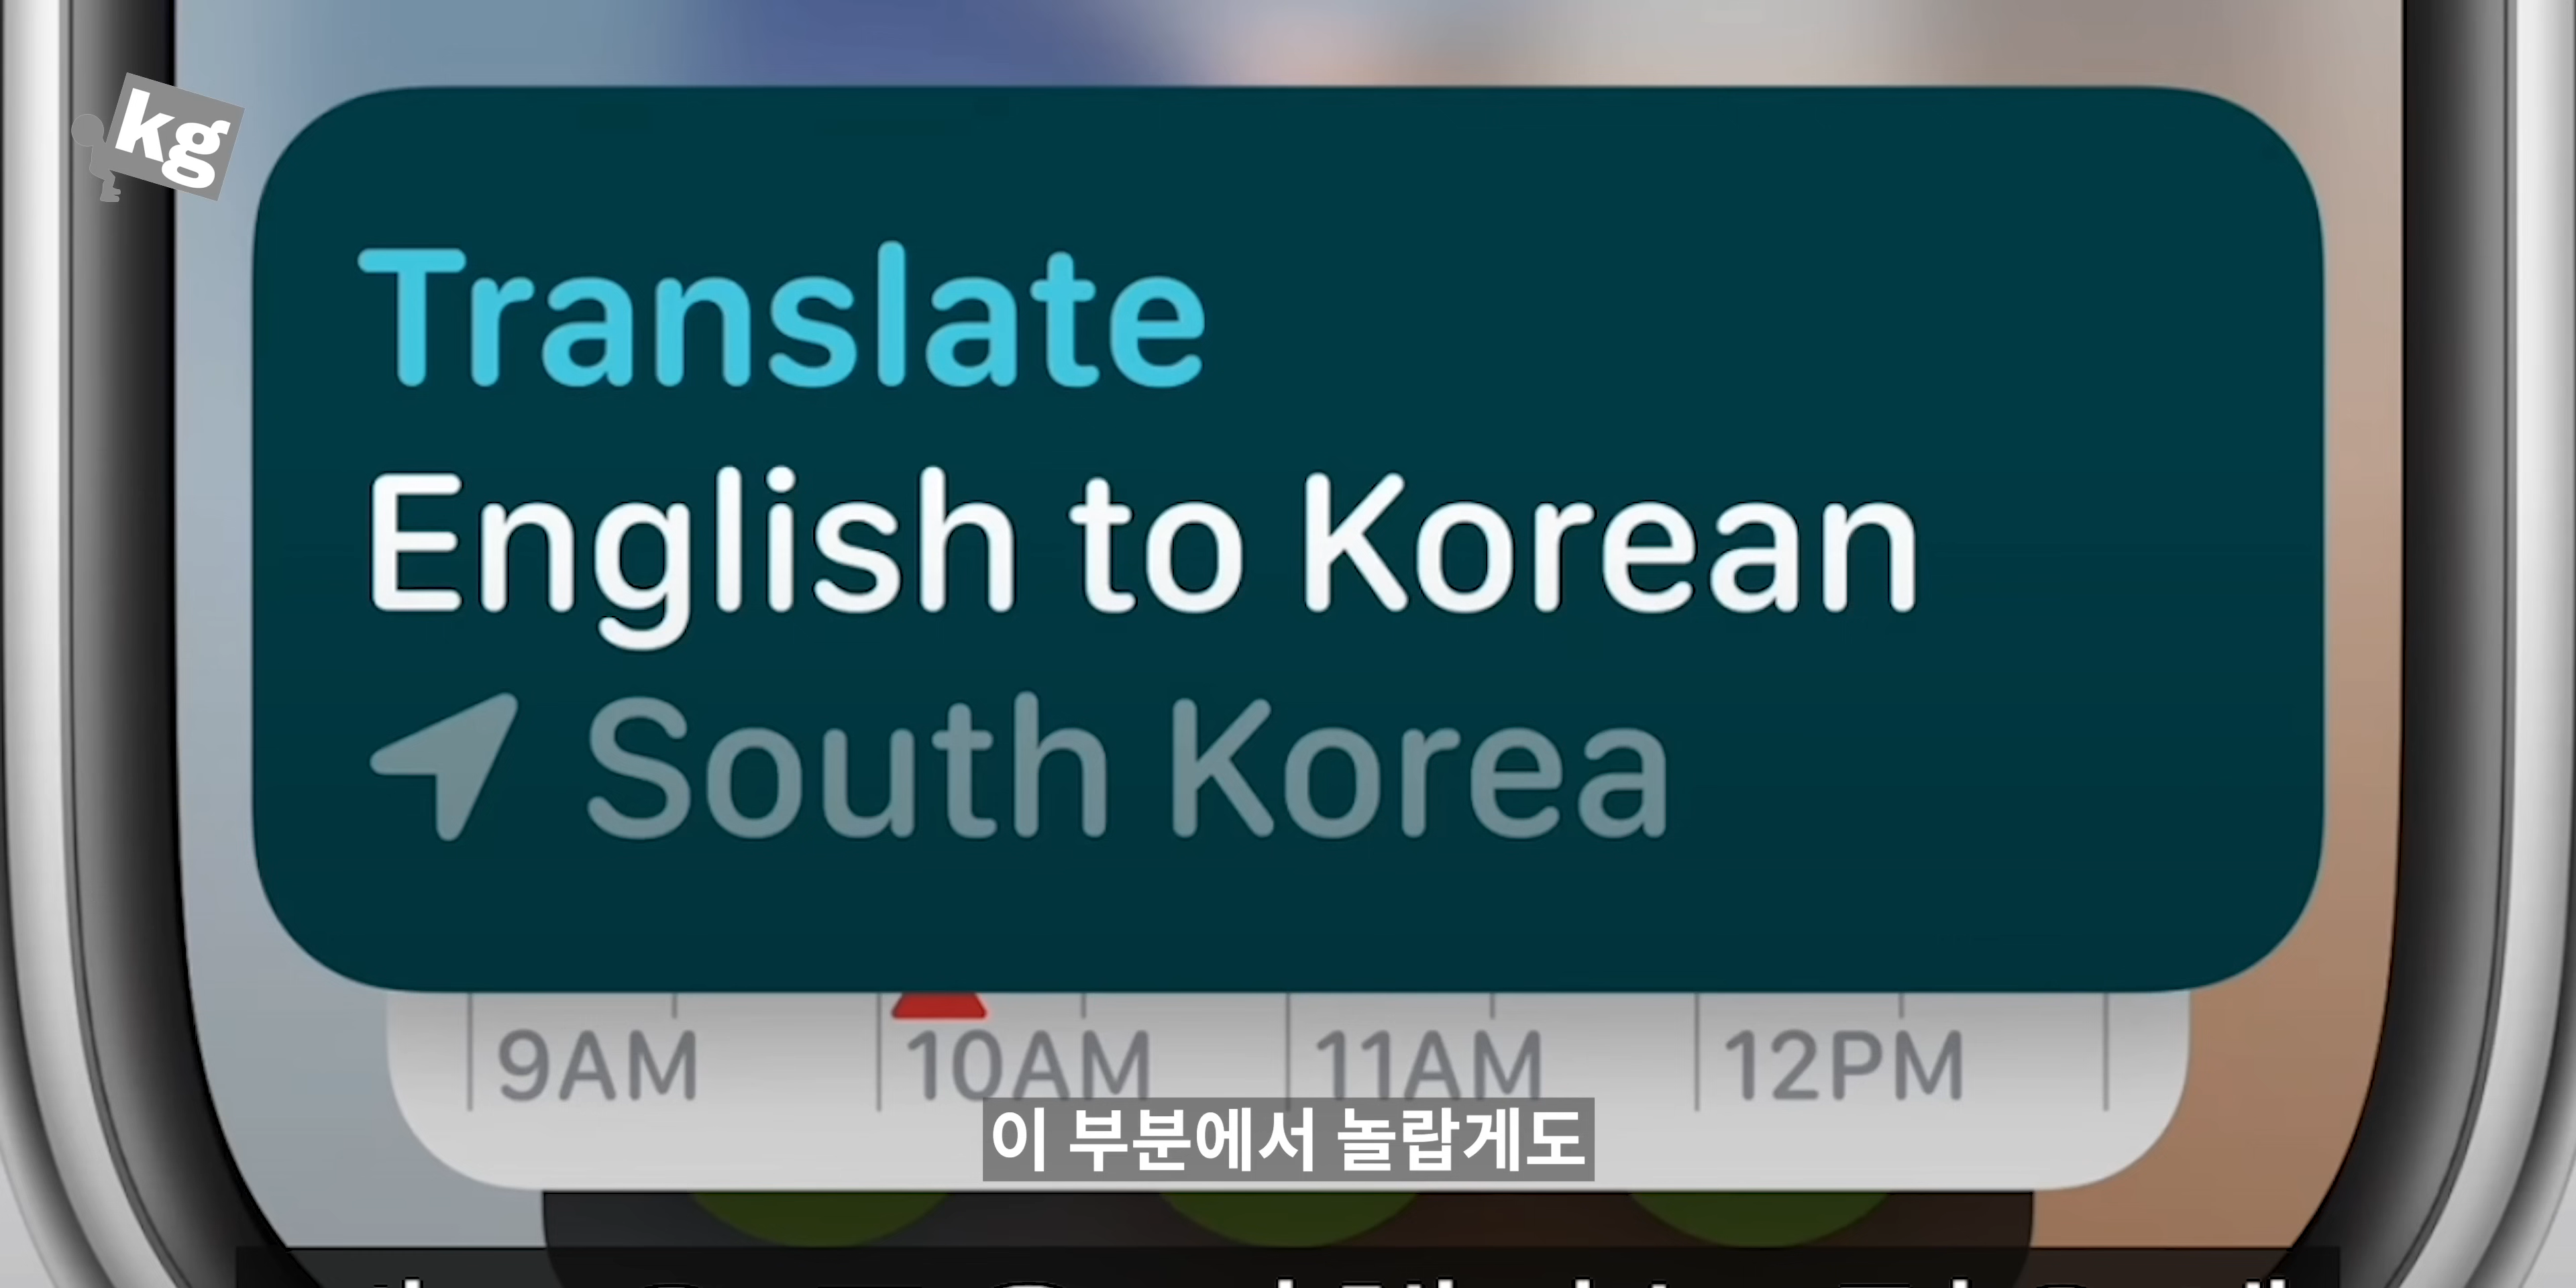 kg
Translate
English to Korean
South Korea
9AM 10AM 11AM 12PM
이 부분에서 놀랍게도